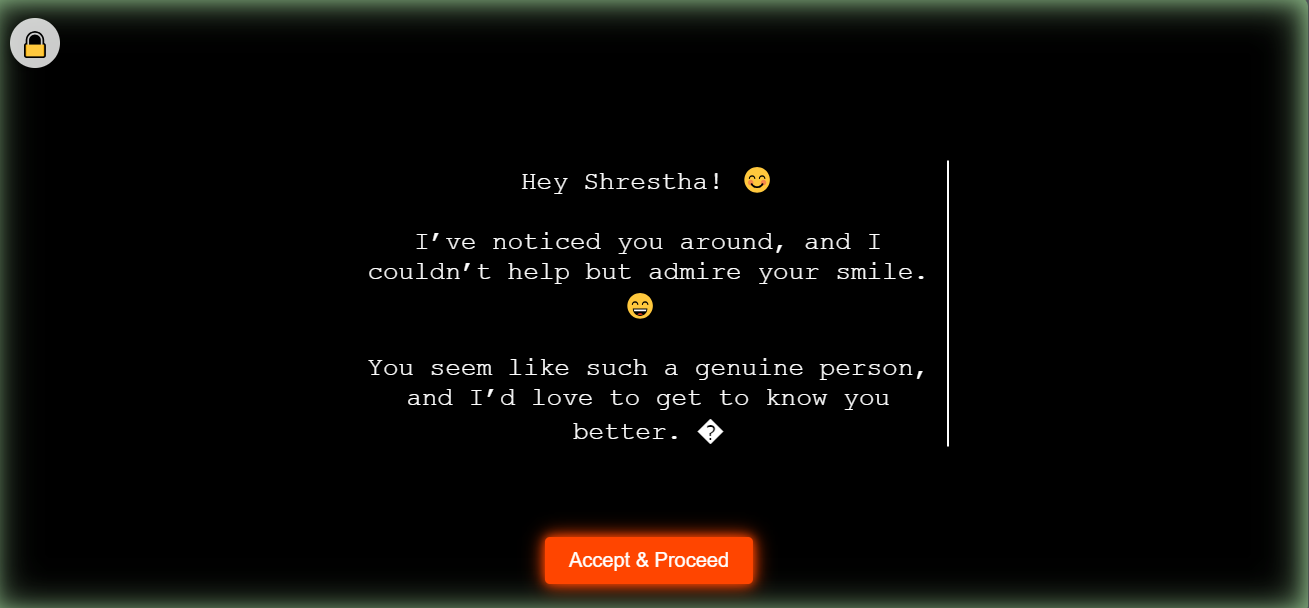 Hey Shrestha! 😊
I’ve noticed you around, and I
couldn’t help but admire your smile.
😄
You seem like such a genuine person,
and I’d love to get to know you
better. �
Accept & Proceed